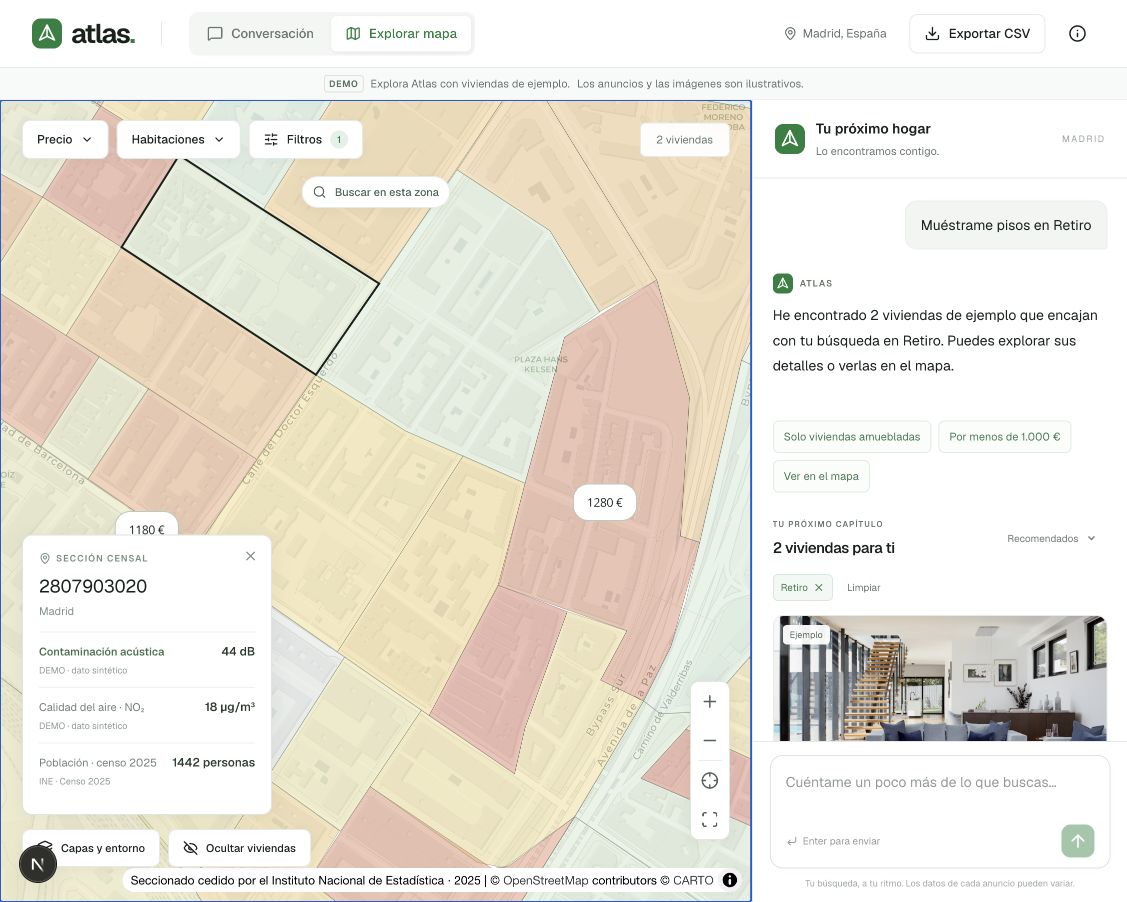 atlas.
Conversación
Explorar mapa
Madrid, España
Exportar CSV
DEMO Explora Atlas con viviendas de ejemplo. Los anuncios y las imágenes son ilustrativos.
Precio
Habitaciones
Filtros 1
2 viviendas
FEDERICO
MORENO
Buscar en esta zona
PLAZA HANS
KELSEN
Calle del Doctor Esquerdo
ad de Barcelona
1280 €
1180 €
Bypass Sur
Avenida de la Paz
Camino de Valderribas
SECCIÓN CENSAL
2807903020
Madrid
Contaminación acústica 44 dB
DEMO · dato sintético
Calidad del aire · NO₂ 18 µg/m³
DEMO · dato sintético
Población · censo 2025 1442 personas
INE · Censo 2025
Capas y entorno
Ocultar viviendas
N
Seccionado cedido por el Instituto Nacional de Estadística · 2025 | © OpenStreetMap contributors © CARTO
Tu próximo hogar
Lo encontramos contigo.
MADRID
Muéstrame pisos en Retiro
ATLAS
He encontrado 2 viviendas de ejemplo que encajan
con tu búsqueda en Retiro. Puedes explorar sus
detalles o verlas en el mapa.
Solo viviendas amuebladas
Por menos de 1.000 €
Ver en el mapa
TU PRÓXIMO CAPÍTULO
2 viviendas para ti
Recomendados
Retiro
Limpiar
Ejemplo
Cuéntame un poco más de lo que buscas...
Enter para enviar
Tu búsqueda, a tu ritmo. Los datos de cada anuncio pueden variar.